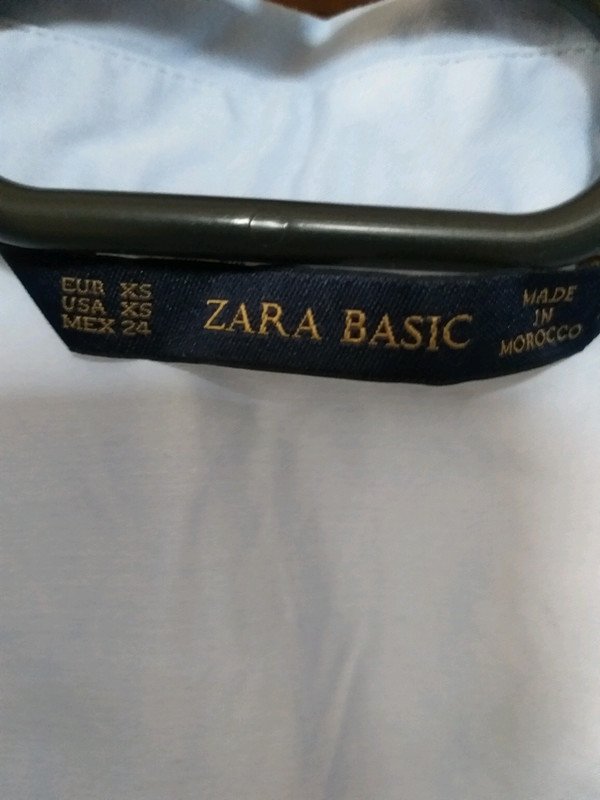 EUR XS
USA XS
MEX 24
ZARA BASIC
MADE
IN
MOROCCO